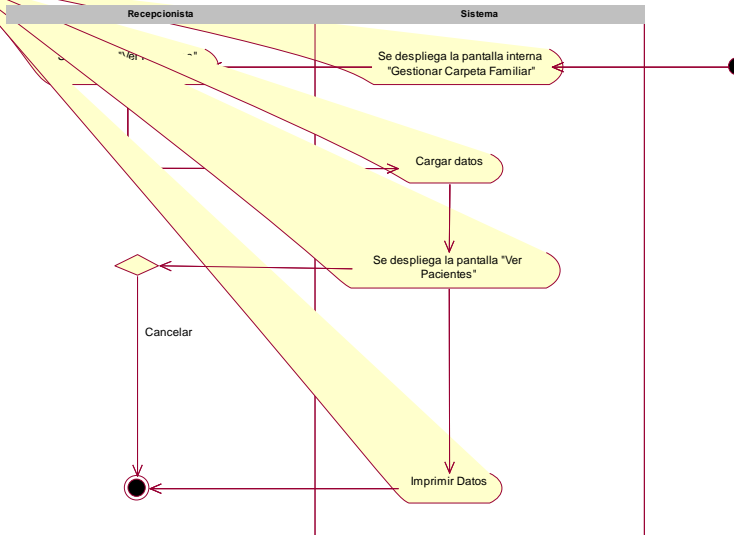 Recepcionista
Sistema
"Ver
"
Se despliega la pantalla interna
"Gestionar Carpeta Familiar"
Cargar datos
Se despliega la pantalla "Ver
Pacientes"
Cancelar
Imprimir Datos